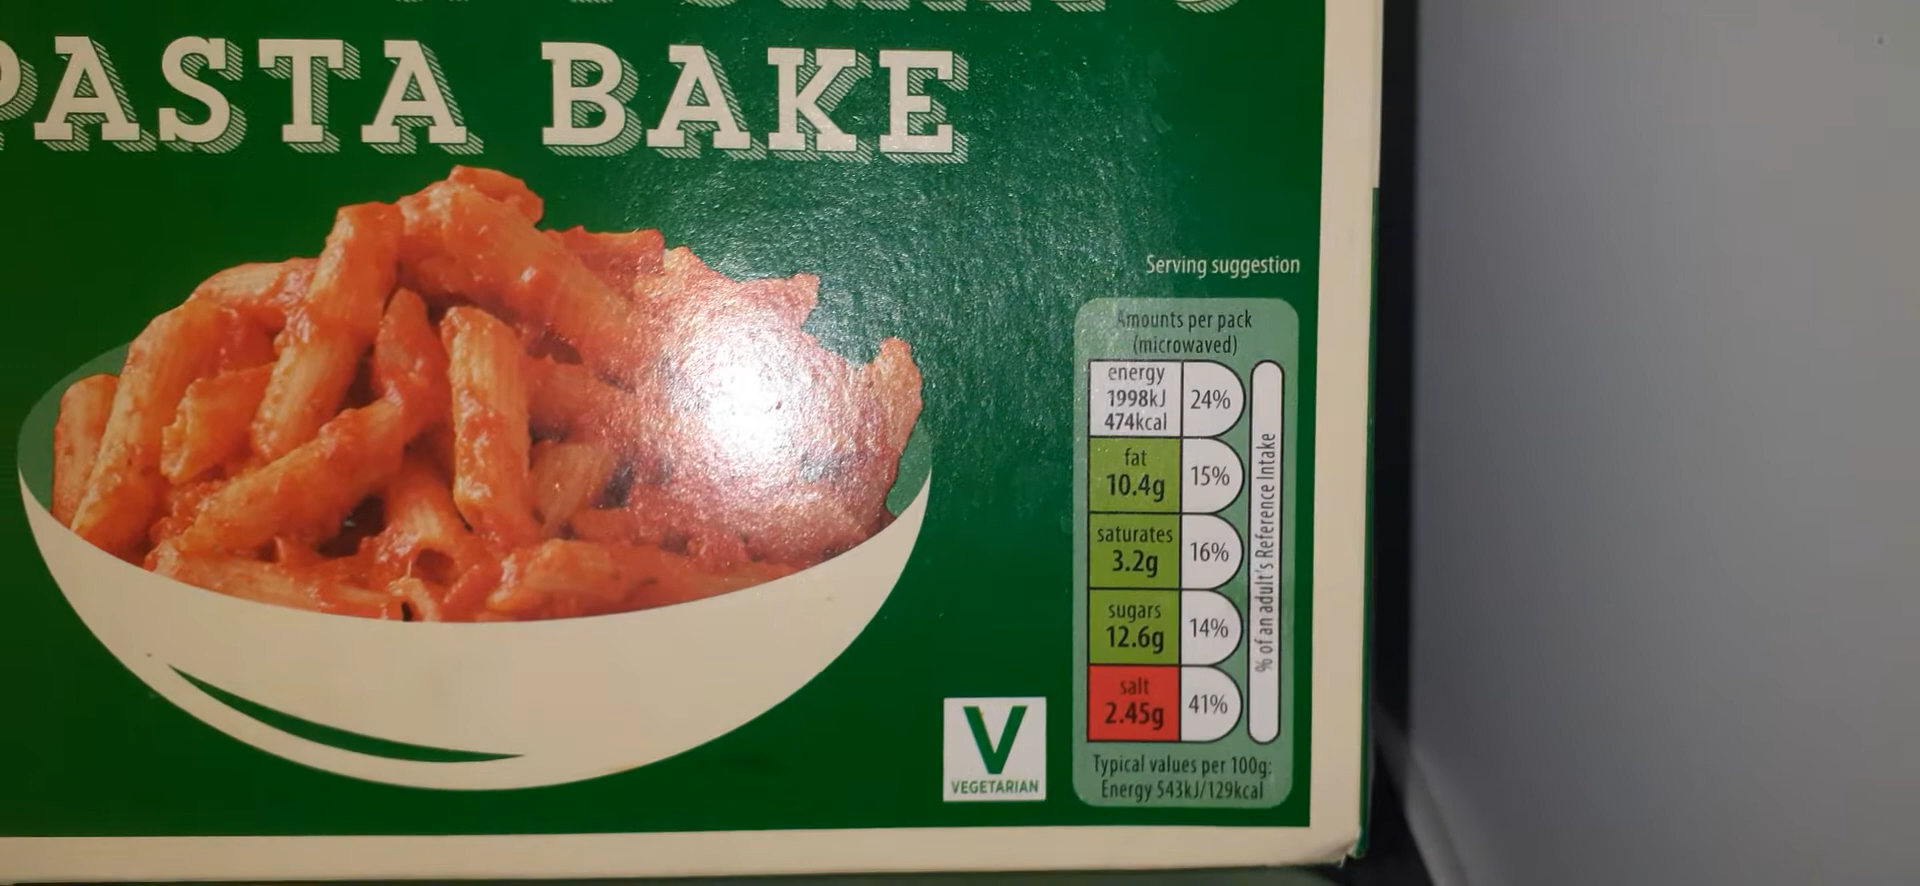 PASTA BAKE
Serving suggestion
Amounts per pack
(microwaved)
energy
1998kJ
474kcal
24%
fat
10.4g
15%
saturates
3.2g
16%
sugars
12.6g
14%
salt
2.45g
41%
% of an adult's Reference Intake
Typical values per 100g:
Energy 543kJ/129kcal
V
VEGETARIAN